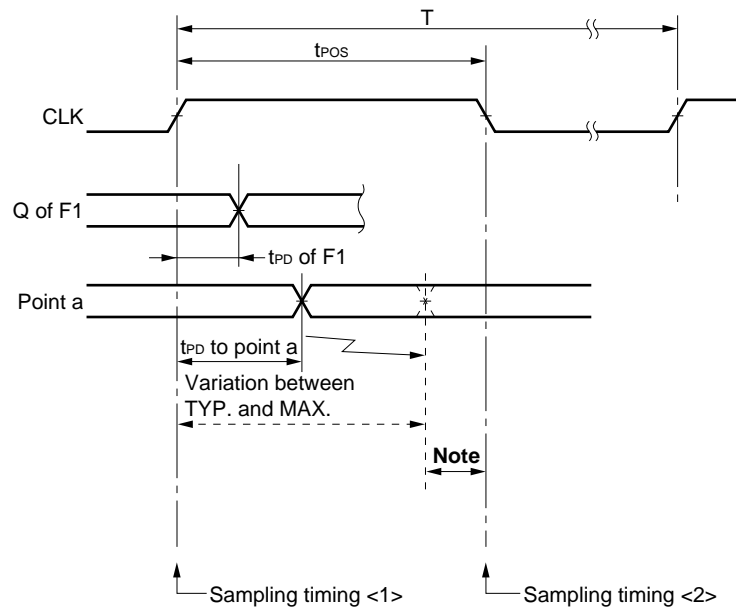 T
tPOS
CLK
Q of F1
tPD of F1
Point a
tPD to point a
Variation between
TYP. and MAX.
Note
Sampling timing <1>
Sampling timing <2>